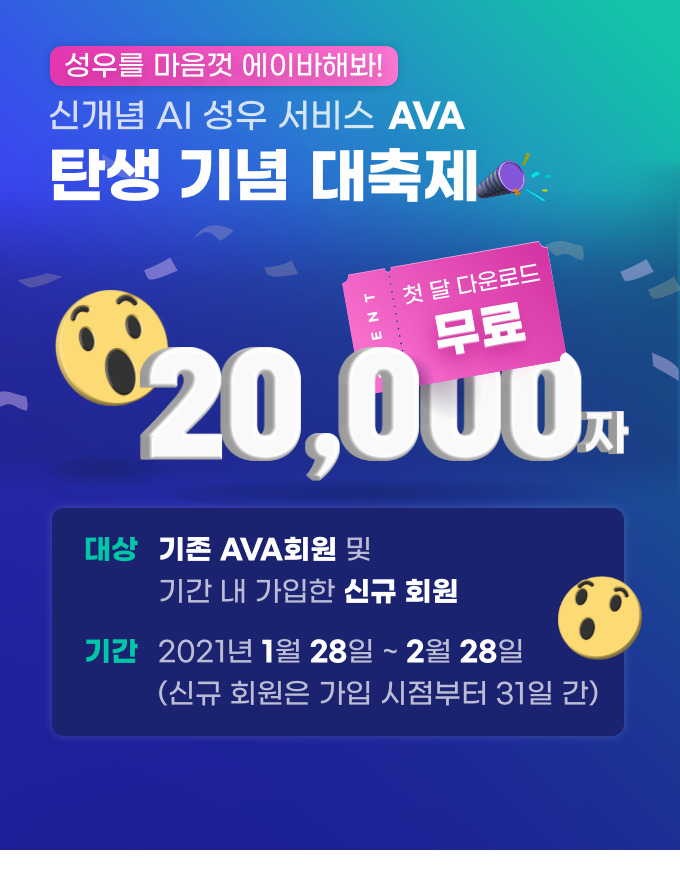 성우를 마음껏 에이바해봐!
신개념 AI 성우 서비스 AVA
탄생 기념 대축제
첫 달 다운로드
무료
ENT
20,000자
대상 기존 AVA회원 및
기간 내 가입한 신규 회원
기간 2021년 1월 28일 ~ 2월 28일
(신규 회원은 가입 시점부터 31일 간)